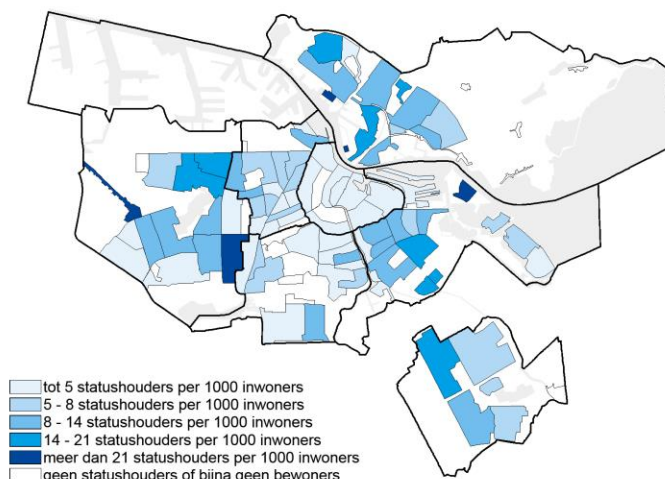 tot 5 statushouders per 1000 inwoners
5 - 8 statushouders per 1000 inwoners
8 - 14 statushouders per 1000 inwoners
14 - 21 statushouders per 1000 inwoners
meer dan 21 statushouders per 1000 inwoners
geen statushouders of bijna geen bewoners